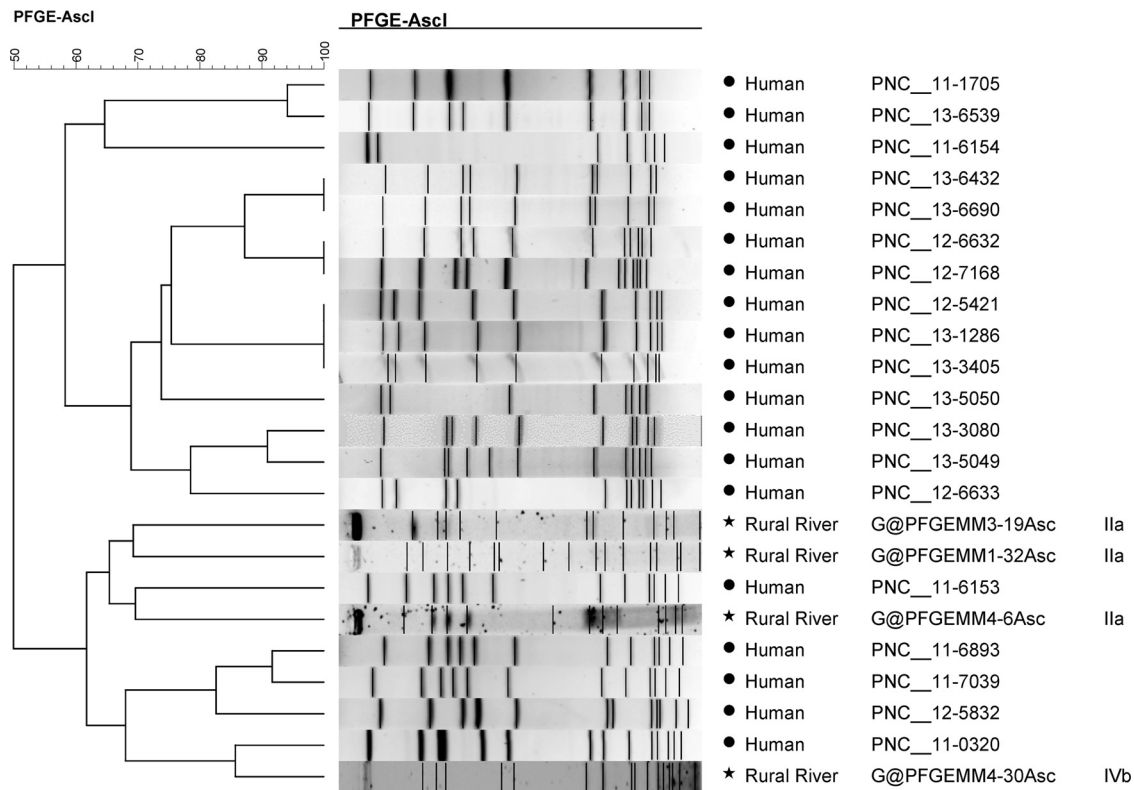 PFGE-AscI
PFGE-AscI
50 60 70 80 90 100
● Human PNC__11-1705
● Human PNC__13-6539
● Human PNC__11-6154
● Human PNC__13-6432
● Human PNC__13-6690
● Human PNC__12-6632
● Human PNC__12-7168
● Human PNC__12-5421
● Human PNC__13-1286
● Human PNC__13-3405
● Human PNC__13-5050
● Human PNC__13-3080
● Human PNC__13-5049
● Human PNC__12-6633
★ Rural River G@PFGEMM3-19Asc IIa
★ Rural River G@PFGEMM1-32Asc IIa
● Human PNC__11-6153
★ Rural River G@PFGEMM4-6Asc IIa
● Human PNC__11-6893
● Human PNC__11-7039
● Human PNC__12-5832
● Human PNC__11-0320
★ Rural River G@PFGEMM4-30Asc IVb